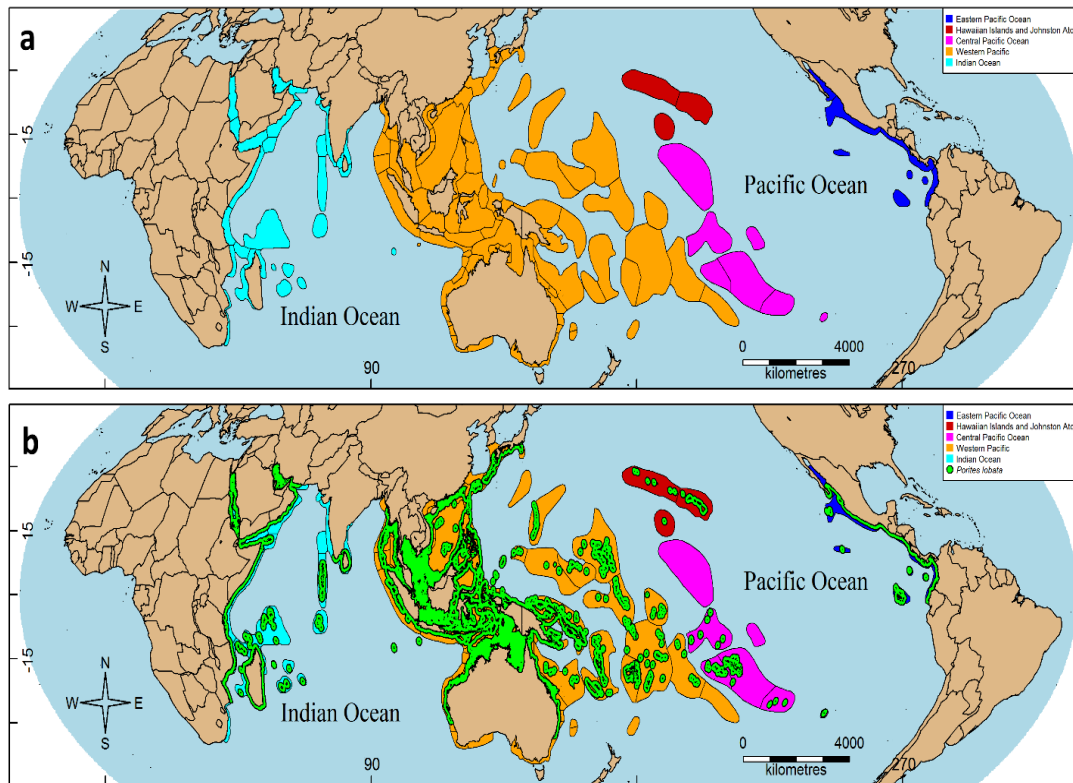 a
Eastern Pacific Ocean
Hawaiian Islands and Johnston Ato
Central Pacific Ocean
Western Pacific
Indian Ocean
15
Pacific Ocean
-15
N
W E
S
Indian Ocean
0 4000
kilometres
90
270
b
Eastern Pacific Ocean
Hawaiian Islands and Johnston Ato
Central Pacific Ocean
Western Pacific
Indian Ocean
Porites lobata
15
Pacific Ocean
-15
N
W E
S
Indian Ocean
0 4000
kilometres
90
270